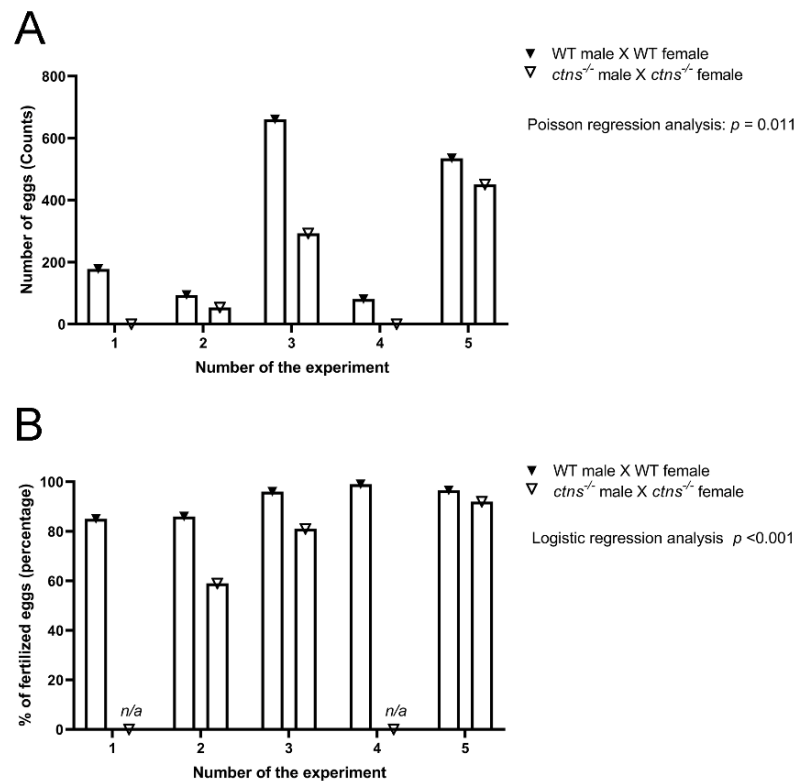 A
WT male X WT female
ctns-/- male X ctns-/- female
Poisson regression analysis: p = 0.011
Number of eggs (Counts)
800
600
400
200
0
1 2 3 4 5
Number of the experiment
B
WT male X WT female
ctns-/- male X ctns-/- female
Logistic regression analysis p <0.001
% of fertilized eggs (percentage)
100
80
60
40
20
0
n/a n/a
1 2 3 4 5
Number of the experiment